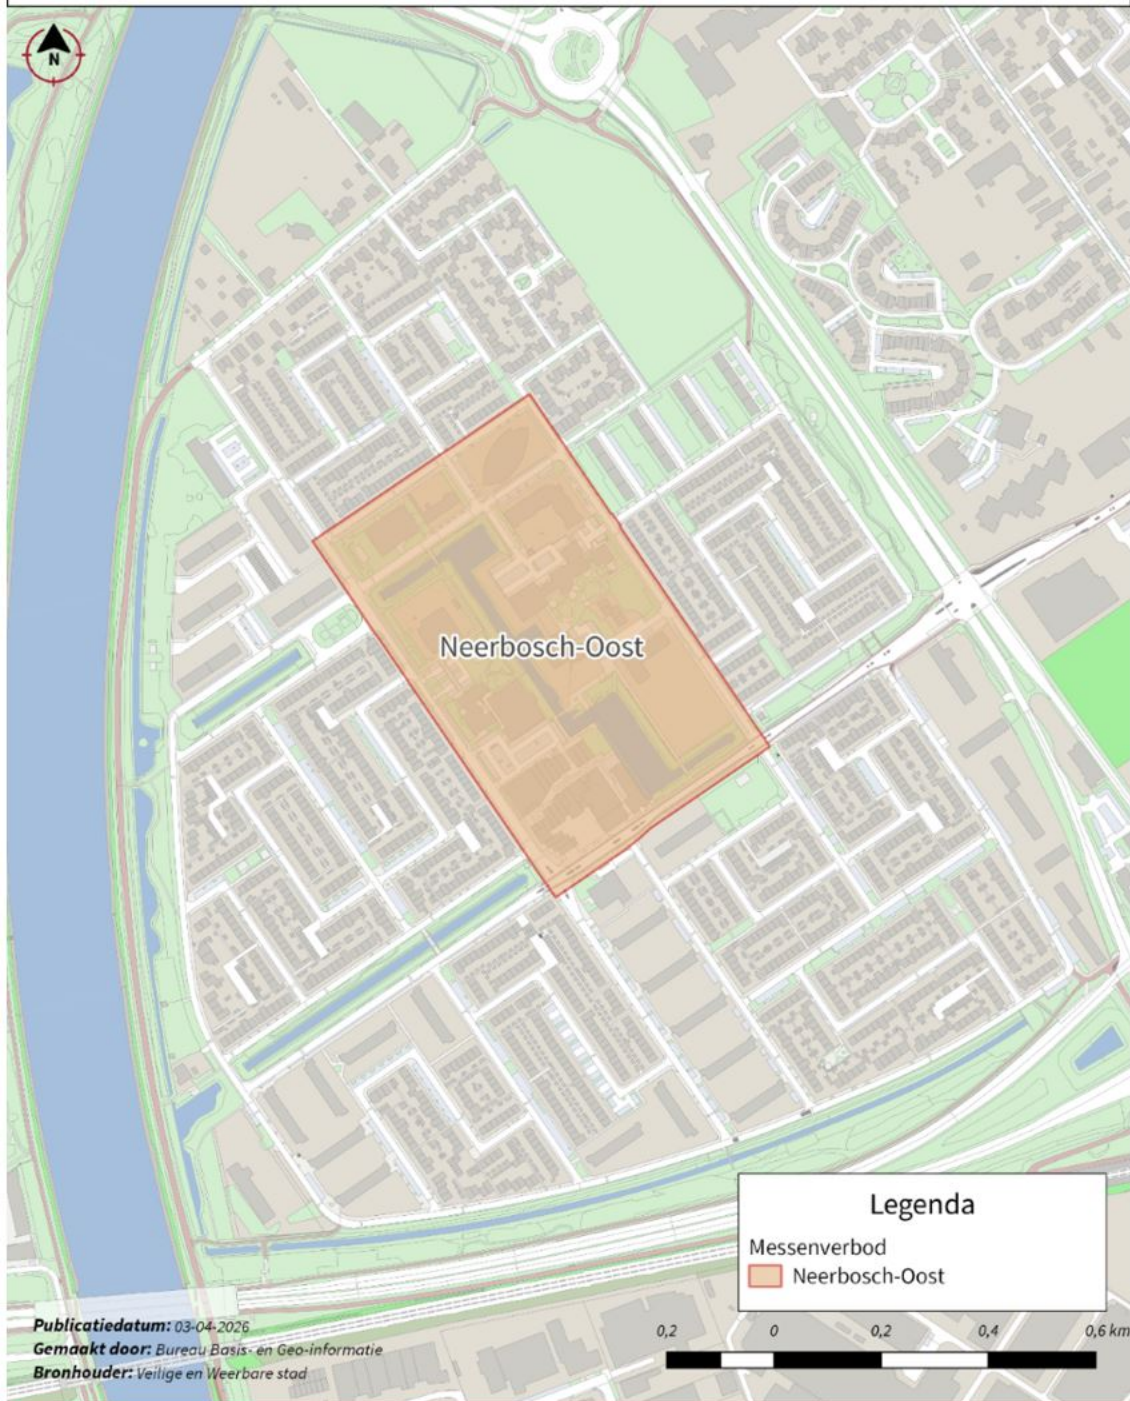 N
Neerbosch-Oost
Legenda
Messenverbod
Neerbosch-Oost
Publicatiedatum: 03-04-2026
Gemaakt door: Bureau Basis- en Geo-informatie
Bronhouder: Veilige en Weerbare stad
0,2 0 0,2 0,4 0,6 km